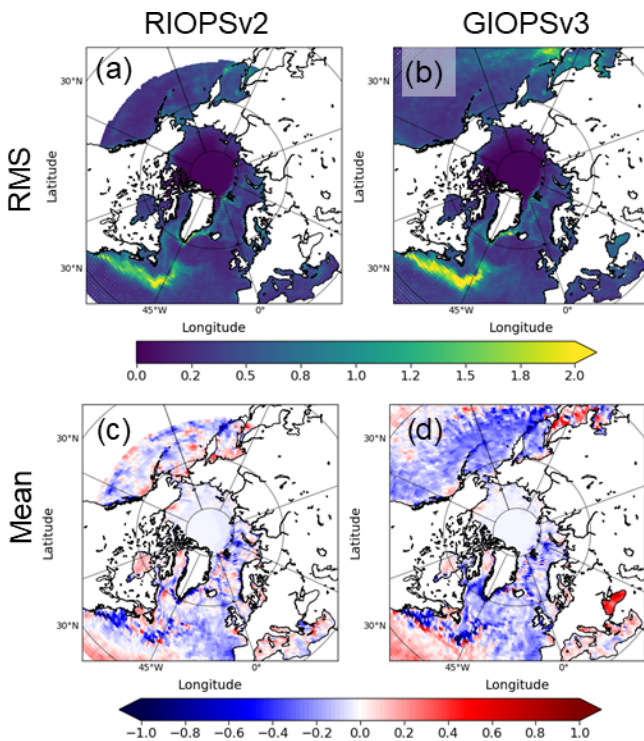 RIOPSv2 GIOPSv3
RMS
(a) (b)
30°N 30°N
Latitude Latitude
30°N 30°N
45°W 0° 45°W 0°
Longitude Longitude
0.0 0.2 0.5 0.8 1.0 1.2 1.5 1.8 2.0
Mean
(c) (d)
30°N 30°N
Latitude Latitude
30°N 30°N
45°W 0° 45°W 0°
Longitude Longitude
−1.0 −0.8 −0.6 −0.4 −0.2 0.0 0.2 0.4 0.6 0.8 1.0